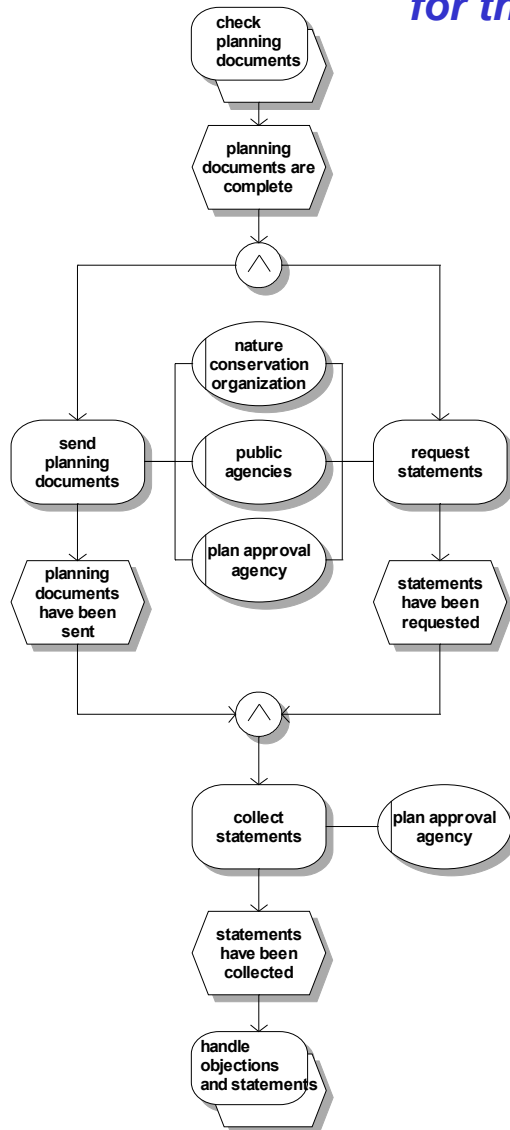 for th
check
planning
documents
planning
documents are
complete
nature
conservation
organization
send
planning
documents
public
agencies
request
statements
plan approval
agency
planning
documents
have been
sent
statements
have been
requested
collect
statements
plan approval
agency
statements
have been
collected
handle
objections
and statements